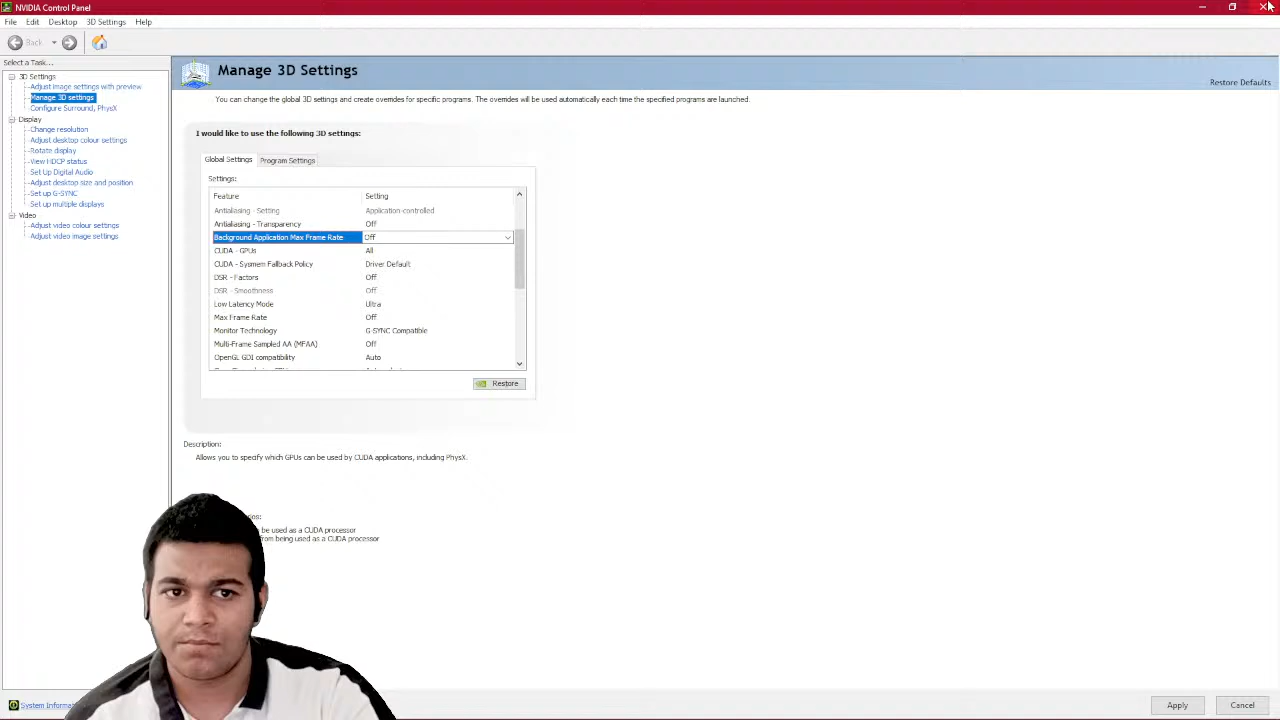 NVIDIA Control Panel
File Edit Desktop 3D Settings Help
Back
Select a Task...
3D Settings
Adjust image settings with preview
Manage 3D settings
Configure Surround, PhysX
Display
Change resolution
Adjust desktop colour settings
Rotate display
View HDCP status
Set Up Digital Audio
Adjust desktop size and position
Set up G-SYNC
Set up multiple displays
Video
Adjust video colour settings
Adjust video image settings
Manage 3D Settings
Restore Defaults
You can change the global 3D settings and create overrides for specific programs. The overrides will be used automatically each time the specified programs are launched.
I would like to use the following 3D settings:
Global Settings Program Settings
Settings:
Feature Setting
Antialiasing - Setting Application-controlled
Antialiasing - Transparency Off
Background Application Max Frame Rate Off
CUDA - GPUs All
CUDA - Sysmem Fallback Policy Driver Default
DSR - Factors Off
DSR - Smoothness Off
Low Latency Mode Ultra
Max Frame Rate Off
Monitor Technology G-SYNC Compatible
Multi-Frame Sampled AA (MFAA) Off
OpenGL GDI compatibility Auto
Restore
Description:
Allows you to specify which GPUs can be used by CUDA applications, including PhysX.
be used as a CUDA processor
from being used as a CUDA processor
System Informa
Apply Cancel